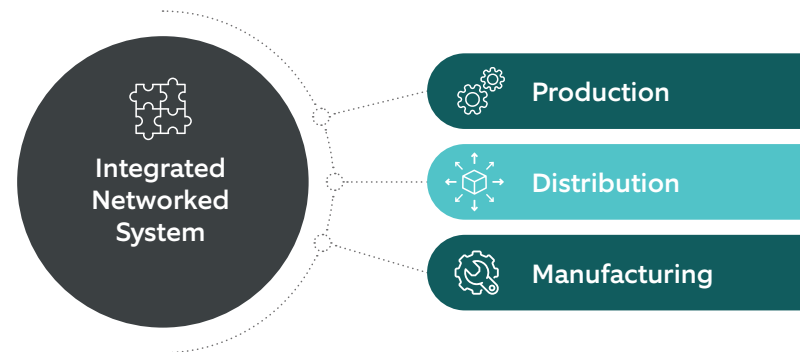 Integrated
Networked
System
Production
Distribution
Manufacturing